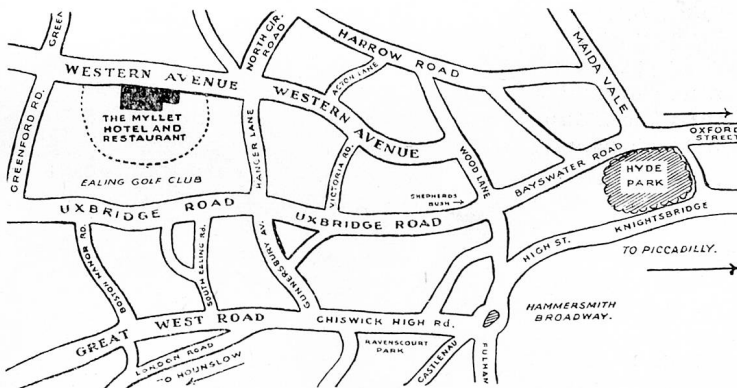 GREEN
NORTH CIR.
ROAD
HARROW ROAD
MAIDA VALE
WESTERN AVENUE
ACTON LANE
WESTERN AVENUE
OXFORD
STREET
GREENFORD RD.
THE MYLLET
HOTEL AND
RESTAURANT
HANGER LANE
VICTORIA RD.
WOOD LANE
BAYSWATER ROAD
HYDE
PARK
EALING GOLF CLUB
SHEPHERDS
BUSH
UXBRIDGE ROAD
UXBRIDGE ROAD
KNIGHTSBRIDGE
HIGH ST.
TO PICCADILLY.
BOSTON MANOR RD.
SOUTH EALING Rd.
GUNNERSBURY AV.
GREAT WEST ROAD
CHISWICK HIGH Rd.
HAMMERSMITH
BROADWAY.
RAVENSCOURT
PARK
LONDON ROAD
TO HOUNSLOW
CASTLENAU
FULHAM